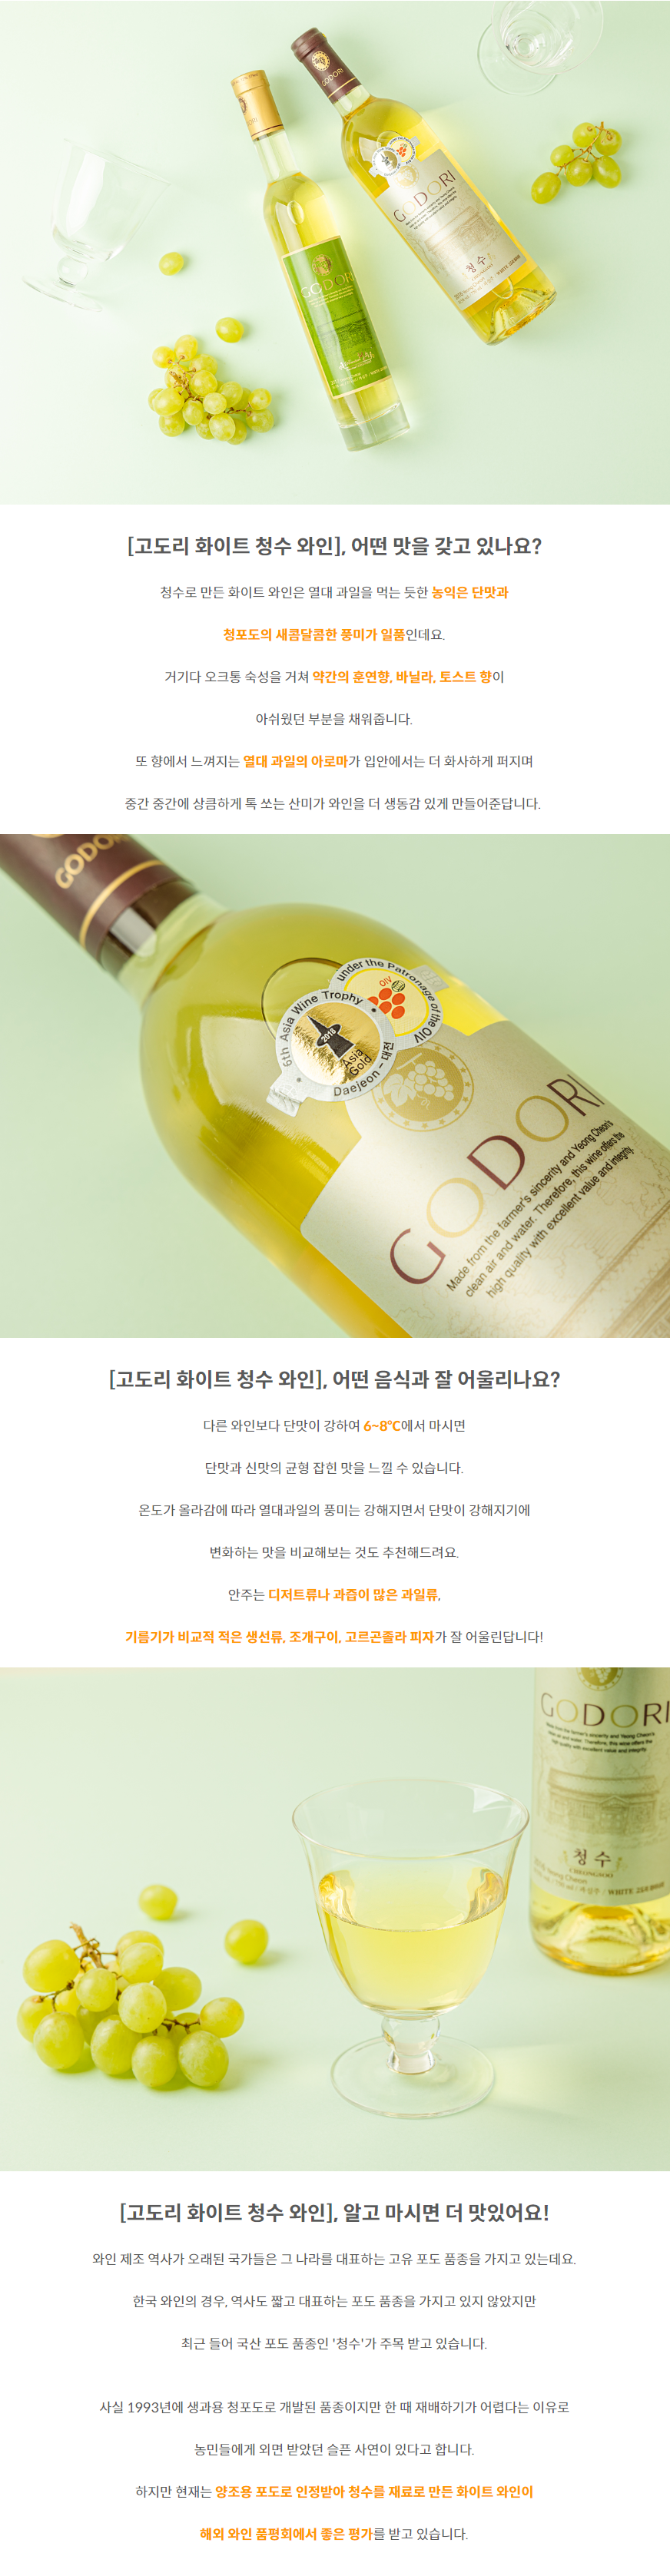 GODORI
GODORI
GODORI
청수
[고도리 화이트 청수 와인], 어떤 맛을 갖고 있나요?
청수로 만든 화이트 와인은 열대 과일을 먹는 듯한 농익은 단맛과
청포도의 새콤달콤한 풍미가 일품인데요.
거기다 오크통 숙성을 거쳐 약간의 훈연향, 바닐라, 토스트 향이
아쉬웠던 부분을 채워줍니다.
또 향에서 느껴지는 열대 과일의 아로마가 입안에서는 더 화사하게 퍼지며
중간 중간에 상큼하게 톡 쏘는 산미가 와인을 더 생동감 있게 만들어준답니다.
GODORI
under the Patronage of the OIV
OIV
6th Asia Wine Trophy
2018
Asia Gold
Daejeon - 대전
GODORI
Made from the farmer's sincerity and Yeong Cheon's
clean air and water. Therefore, this wine offers the
high quality with excellent value and integrity.
[고도리 화이트 청수 와인], 어떤 음식과 잘 어울리나요?
다른 와인보다 단맛이 강하여 6~8℃에서 마시면
단맛과 신맛의 균형 잡힌 맛을 느낄 수 있습니다.
온도가 올라감에 따라 열대과일의 풍미는 강해지면서 단맛이 강해지기에
변화하는 맛을 비교해보는 것도 추천해드려요.
안주는 디저트류나 과즙이 많은 과일류,
기름기가 비교적 적은 생선류, 조개구이, 고르곤졸라 피자가 잘 어울린답니다!
GODORI
Made from the farmer's sincerity and Yeong Cheon's
clean air and water. Therefore, this wine offers the
high quality with excellent value and integrity.
청수
CHEONGSOO
[고도리 화이트 청수 와인], 알고 마시면 더 맛있어요!
와인 제조 역사가 오래된 국가들은 그 나라를 대표하는 고유 포도 품종을 가지고 있는데요.
한국 와인의 경우, 역사도 짧고 대표하는 포도 품종을 가지고 있지 않았지만
최근 들어 국산 포도 품종인 '청수'가 주목 받고 있습니다.
사실 1993년에 생과용 청포도로 개발된 품종이지만 한 때 재배하기가 어렵다는 이유로
농민들에게 외면 받았던 슬픈 사연이 있다고 합니다.
하지만 현재는 양조용 포도로 인정받아 청수를 재료로 만든 화이트 와인이
해외 와인 품평회에서 좋은 평가를 받고 있습니다.